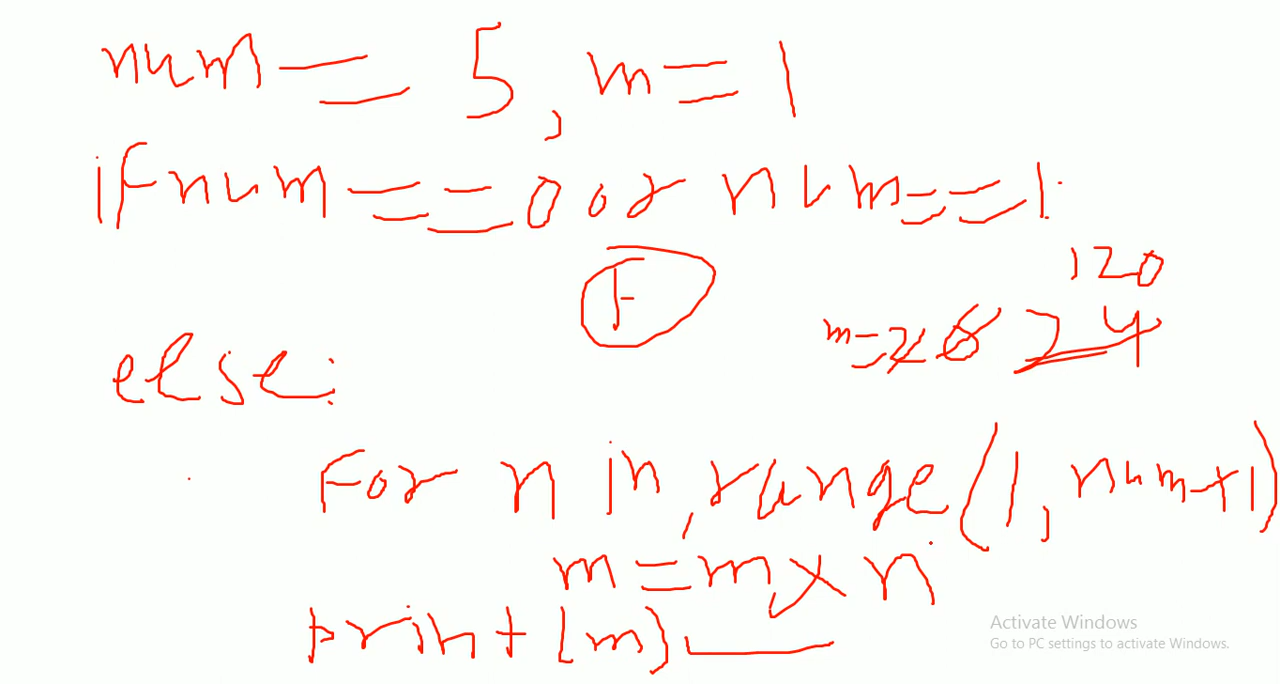 num = 5, m = 1
if num == 0 or num == 1:
F
120
m = 2 6 24
else:
for n in range(1, num+1)
m = m x n
print(m)
Activate Windows
Go to PC settings to activate Windows.